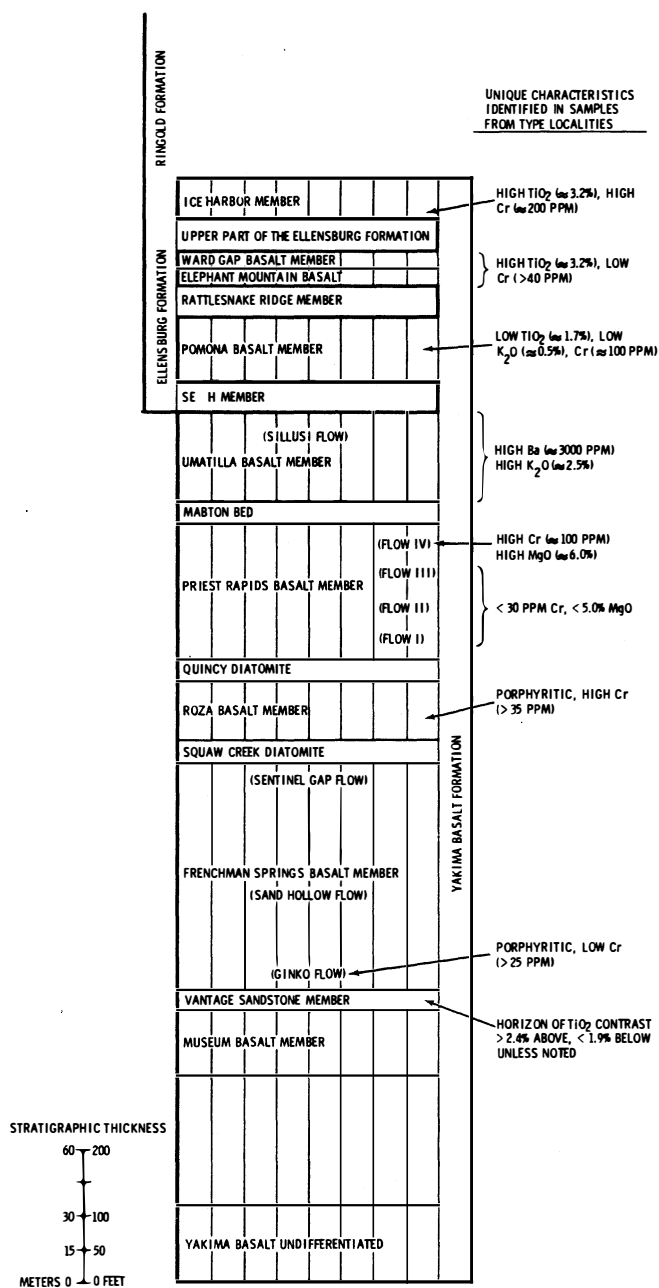 RINGOLD FORMATION
ELLENSBURG FORMATION
UNIQUE CHARACTERISTICS
IDENTIFIED IN SAMPLES
FROM TYPE LOCALITIES
ICE HARBOR MEMBER
HIGH TiO2 (≈3.2%), HIGH
Cr (≈200 PPM)
UPPER PART OF THE ELLENSBURG FORMATION
WARD GAP BASALT MEMBER
ELEPHANT MOUNTAIN BASALT
HIGH TiO2 (≈3.2%), LOW
Cr (>40 PPM)
RATTLESNAKE RIDGE MEMBER
POMONA BASALT MEMBER
LOW TiO2 (≈1.7%), LOW
K2O (≈0.5%), Cr (≈100 PPM)
SE H MEMBER
(SILLUSI FLOW)
UMATILLA BASALT MEMBER
HIGH Ba (≈3000 PPM)
HIGH K2O (≈2.5%)
MABTON BED
PRIEST RAPIDS BASALT MEMBER
(FLOW IV)
(FLOW III)
(FLOW II)
(FLOW I)
HIGH Cr (≈100 PPM)
HIGH MgO (≈6.0%)
< 30 PPM Cr, < 5.0% MgO
QUINCY DIATOMITE
ROZA BASALT MEMBER
PORPHYRITIC, HIGH Cr
(> 35 PPM)
SQUAW CREEK DIATOMITE
(SENTINEL GAP FLOW)
FRENCHMAN SPRINGS BASALT MEMBER
(SAND HOLLOW FLOW)
(GINKO FLOW)
PORPHYRITIC, LOW Cr
(> 25 PPM)
YAKIMA BASALT FORMATION
VANTAGE SANDSTONE MEMBER
HORIZON OF TiO2 CONTRAST
> 2.4% ABOVE, < 1.9% BELOW
UNLESS NOTED
MUSEUM BASALT MEMBER
YAKIMA BASALT UNDIFFERENTIATED
STRATIGRAPHIC THICKNESS
60 200
30 100
15 50
METERS 0 0 FEET